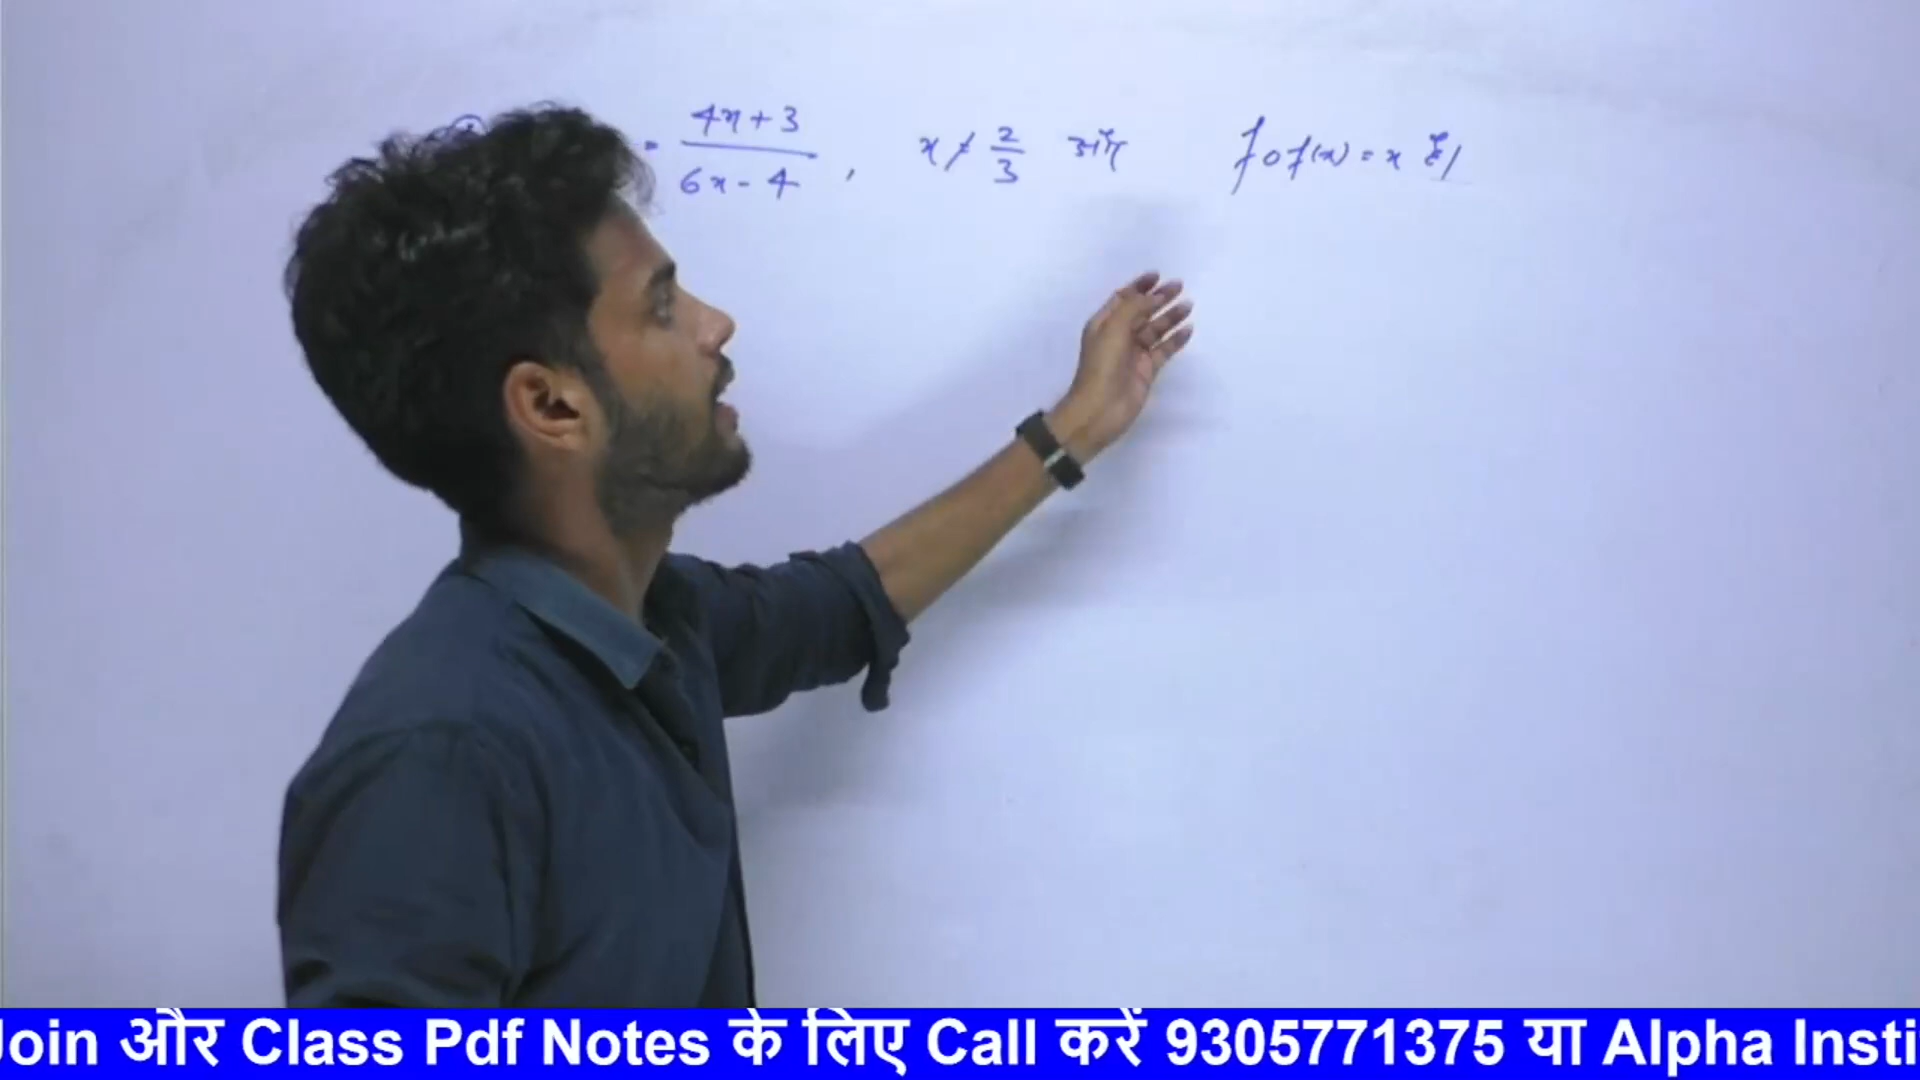 = 4x+3 / 6x-4 , x ≠ 2/3 और fof(x) = x है।
Join और Class Pdf Notes के लिए Call करें 9305771375 या Alpha Insti